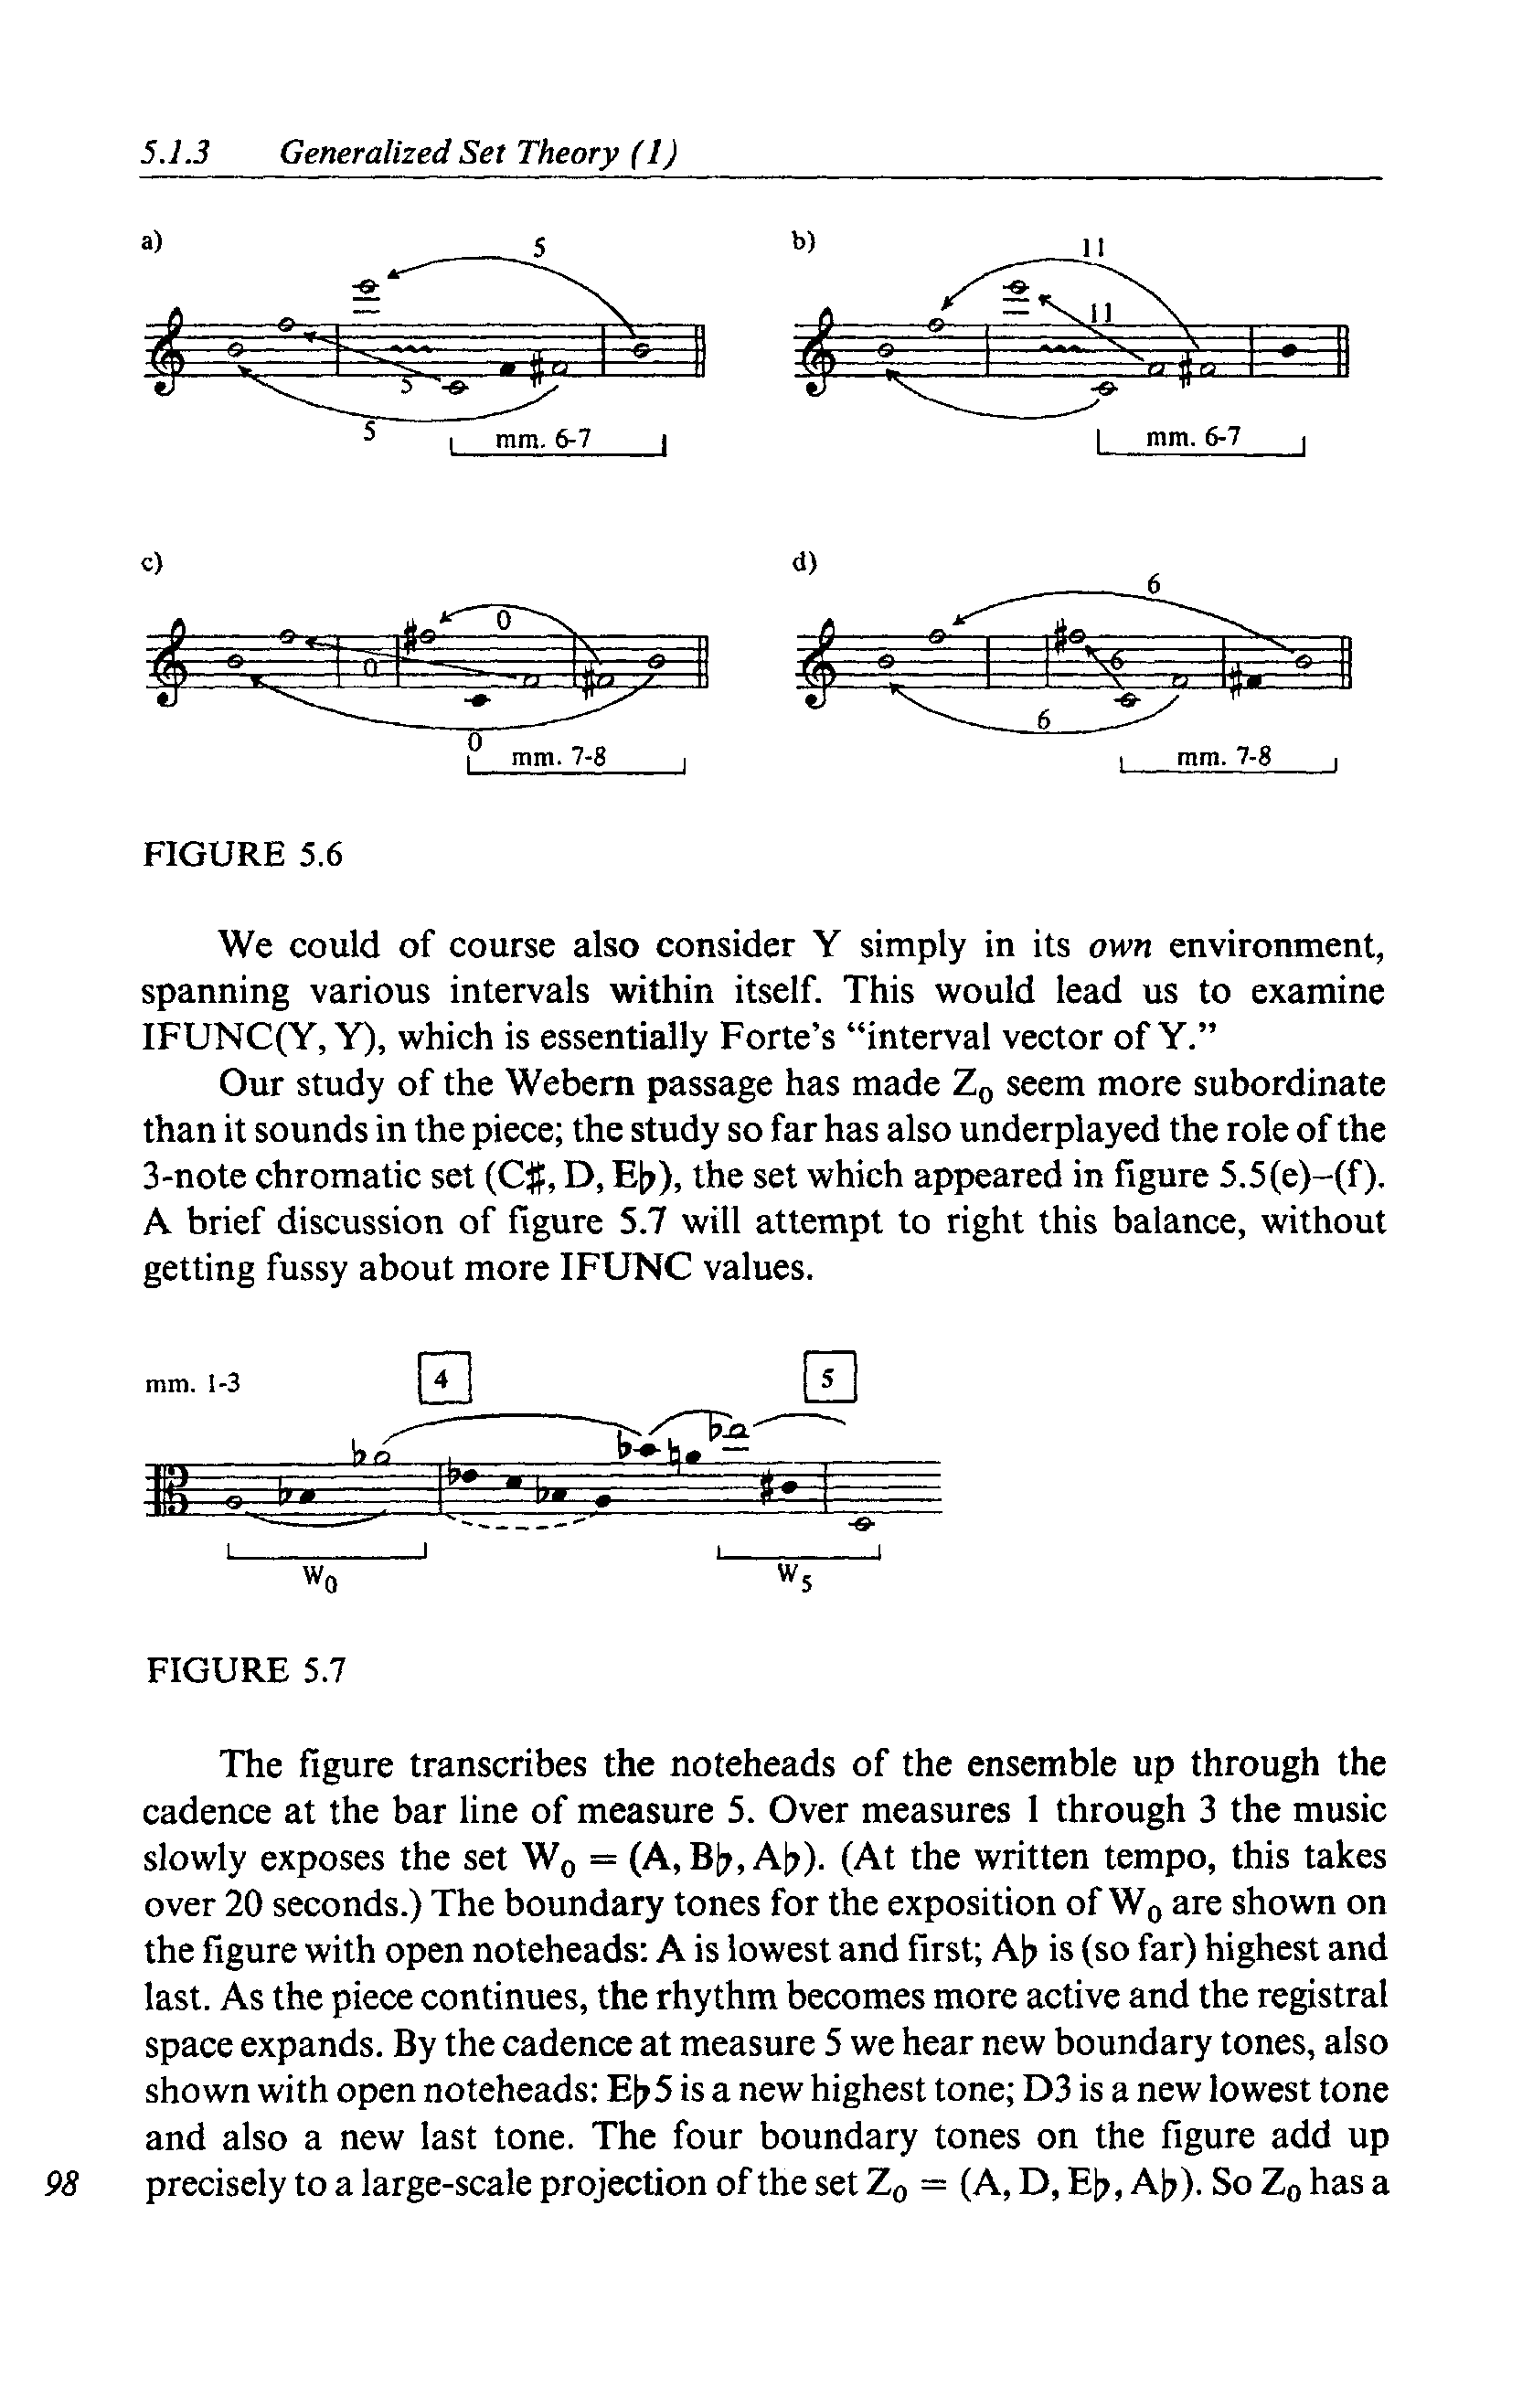 5.1.3 Generalized Set Theory (1)
a) 5 b) 11
11
5
5 mm. 6-7 mm. 6-7
c) d) 6
0
0 6
6
0 mm. 7-8 mm. 7-8
FIGURE 5.6
We could of course also consider Y simply in its own environment,
spanning various intervals within itself. This would lead us to examine
IFUNC(Y, Y), which is essentially Forte's “interval vector of Y.”
Our study of the Webern passage has made Z₀ seem more subordinate
than it sounds in the piece; the study so far has also underplayed the role of the
3-note chromatic set (C♯, D, E♭), the set which appeared in figure 5.5(e)–(f).
A brief discussion of figure 5.7 will attempt to right this balance, without
getting fussy about more IFUNC values.
mm. 1-3 4 5
W₀ W₅
FIGURE 5.7
The figure transcribes the noteheads of the ensemble up through the
cadence at the bar line of measure 5. Over measures 1 through 3 the music
slowly exposes the set W₀ = (A, B♭, A♭). (At the written tempo, this takes
over 20 seconds.) The boundary tones for the exposition of W₀ are shown on
the figure with open noteheads: A is lowest and first; A♭ is (so far) highest and
last. As the piece continues, the rhythm becomes more active and the registral
space expands. By the cadence at measure 5 we hear new boundary tones, also
shown with open noteheads: E♭5 is a new highest tone; D3 is a new lowest tone
and also a new last tone. The four boundary tones on the figure add up
98 precisely to a large-scale projection of the set Z₀ = (A, D, E♭, A♭). So Z₀ has a